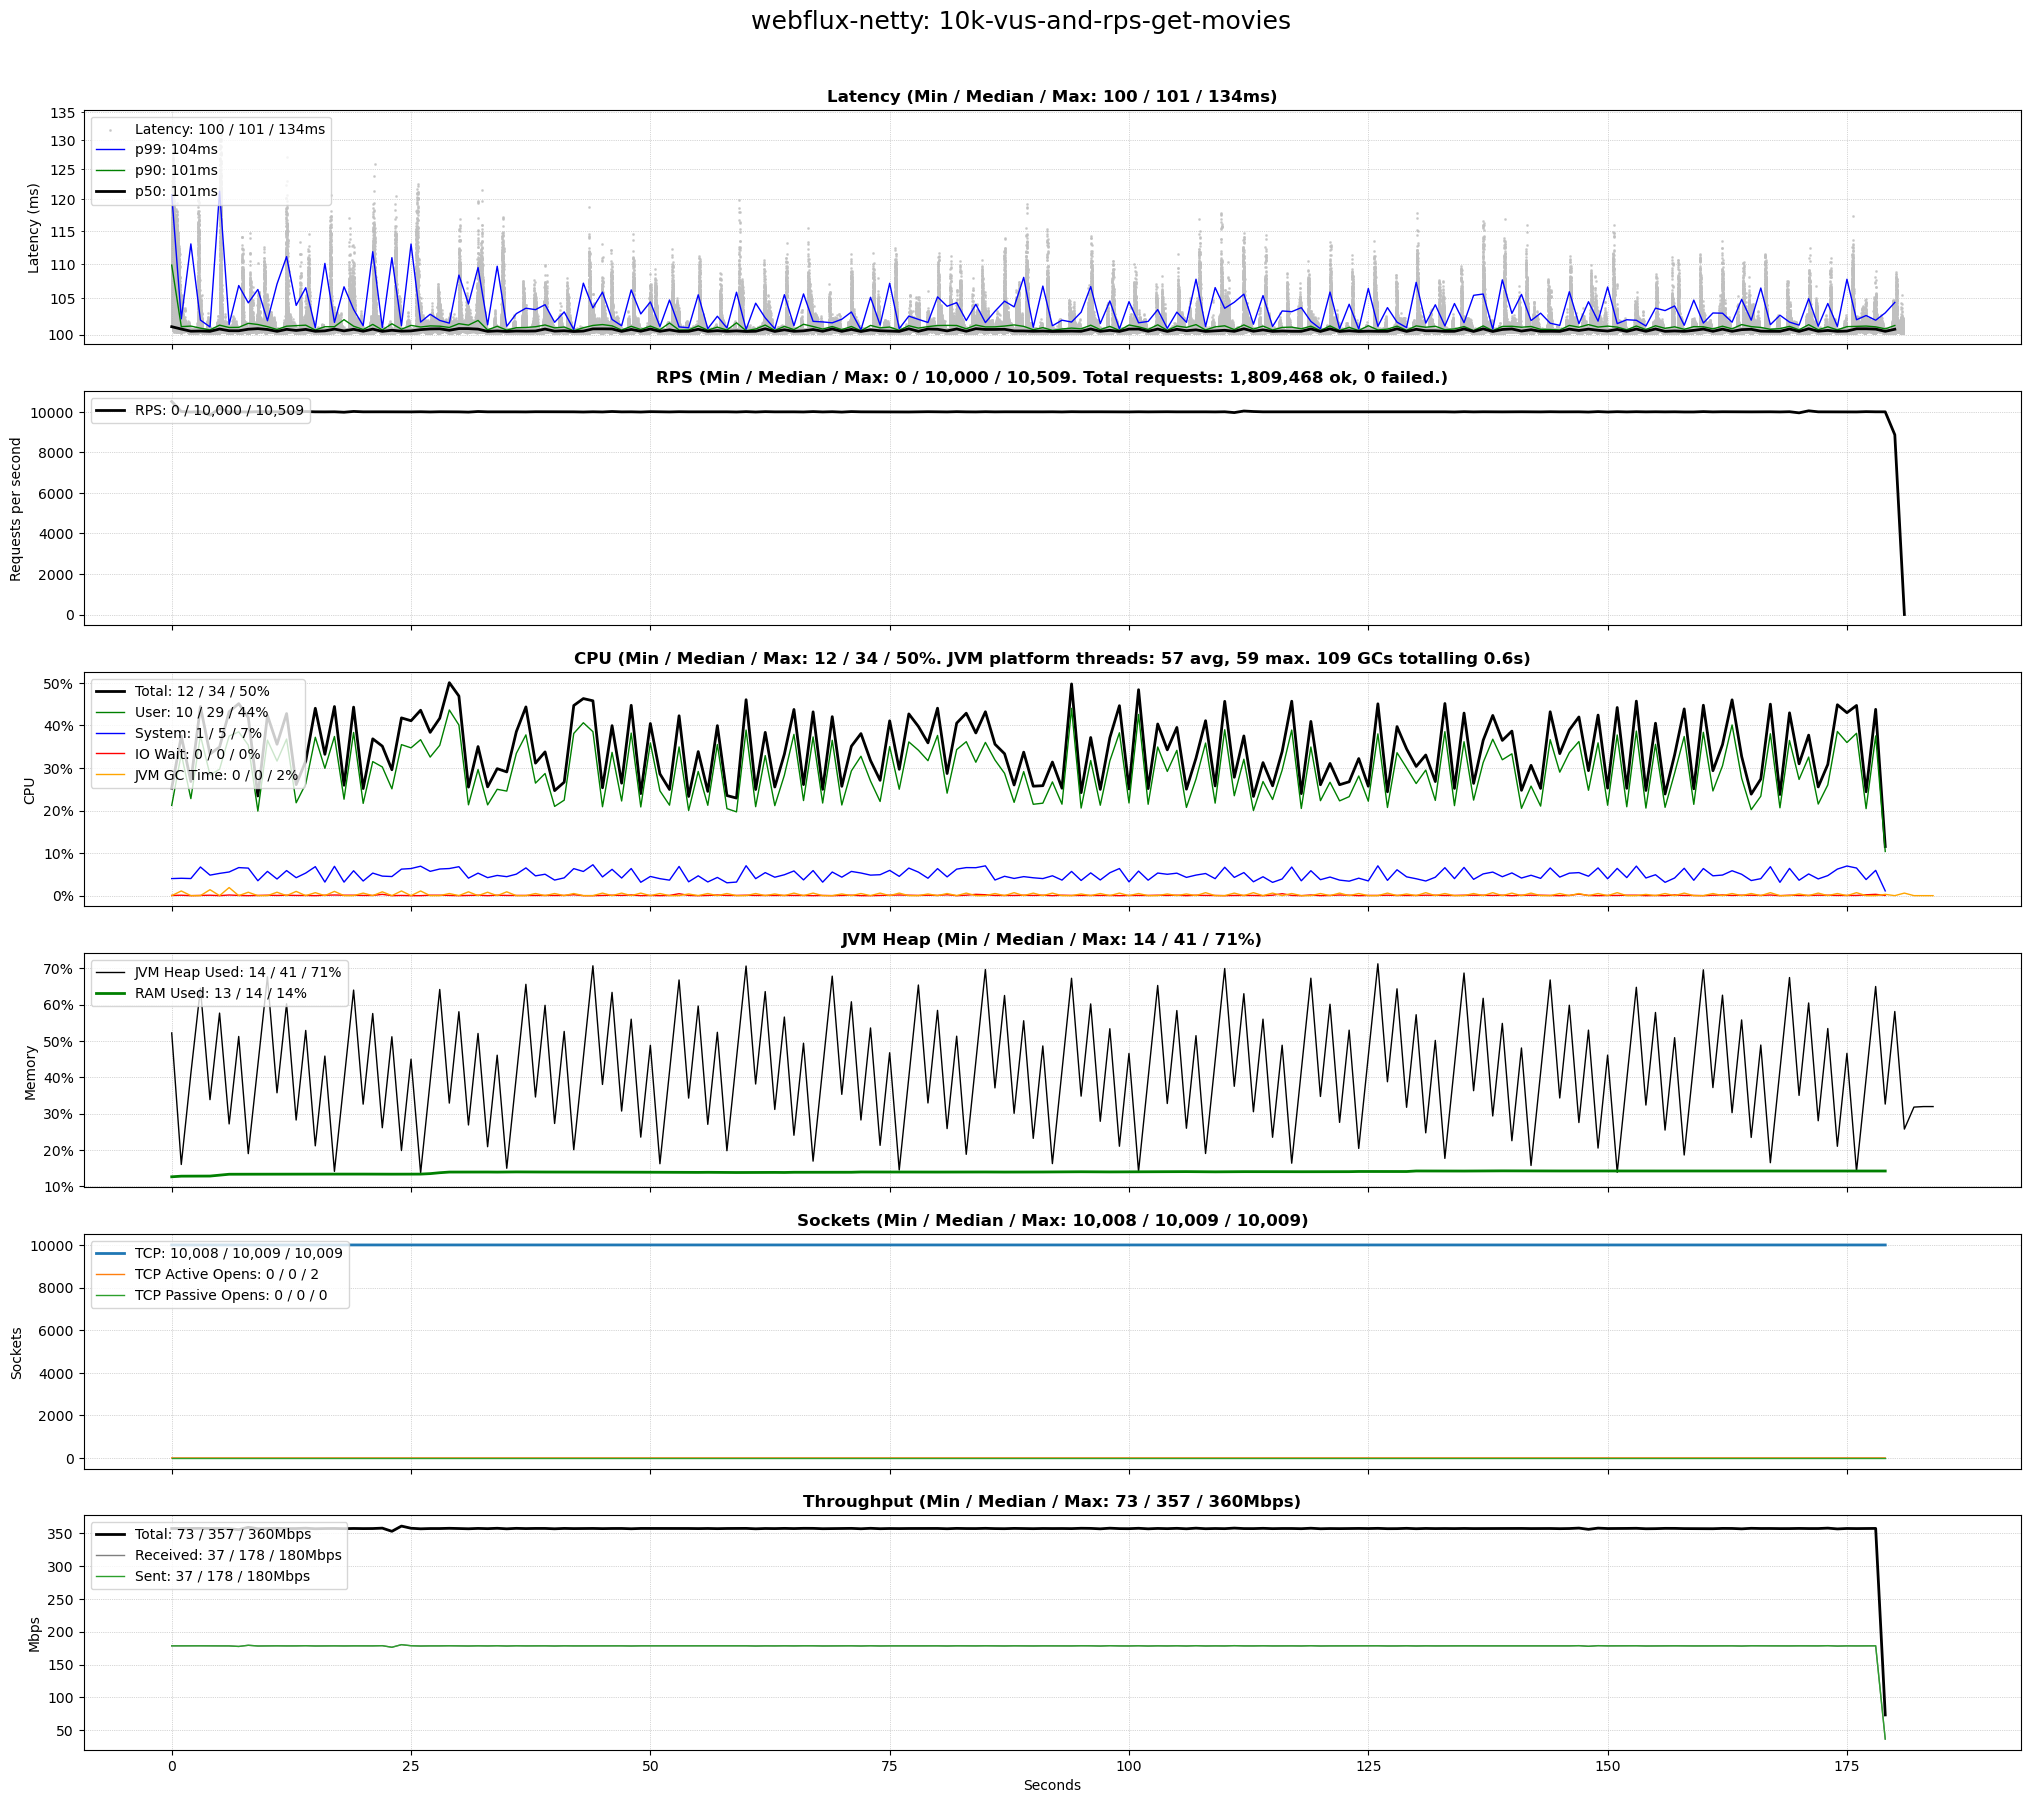 webflux-netty: 10k-vus-and-rps-get-movies
Latency (Min / Median / Max: 100 / 101 / 134ms)
135
130
125
120
115
110
105
100
Latency (ms)
Latency: 100 / 101 / 134ms
p99: 104ms
p90: 101ms
p50: 101ms
RPS (Min / Median / Max: 0 / 10,000 / 10,509. Total requests: 1,809,468 ok, 0 failed.)
10000
8000
6000
4000
2000
0
Requests per second
RPS: 0 / 10,000 / 10,509
CPU (Min / Median / Max: 12 / 34 / 50%. JVM platform threads: 57 avg, 59 max. 109 GCs totalling 0.6s)
50%
40%
30%
20%
10%
0%
CPU
Total: 12 / 34 / 50%
User: 10 / 29 / 44%
System: 1 / 5 / 7%
IO Wait: 0 / 0 / 0%
JVM GC Time: 0 / 0 / 2%
JVM Heap (Min / Median / Max: 14 / 41 / 71%)
70%
60%
50%
40%
30%
20%
10%
Memory
JVM Heap Used: 14 / 41 / 71%
RAM Used: 13 / 14 / 14%
Sockets (Min / Median / Max: 10,008 / 10,009 / 10,009)
10000
8000
6000
4000
2000
0
Sockets
TCP: 10,008 / 10,009 / 10,009
TCP Active Opens: 0 / 0 / 2
TCP Passive Opens: 0 / 0 / 0
Throughput (Min / Median / Max: 73 / 357 / 360Mbps)
350
300
250
200
150
100
50
Mbps
Total: 73 / 357 / 360Mbps
Received: 37 / 178 / 180Mbps
Sent: 37 / 178 / 180Mbps
0 25 50 75 100 125 150 175
Seconds